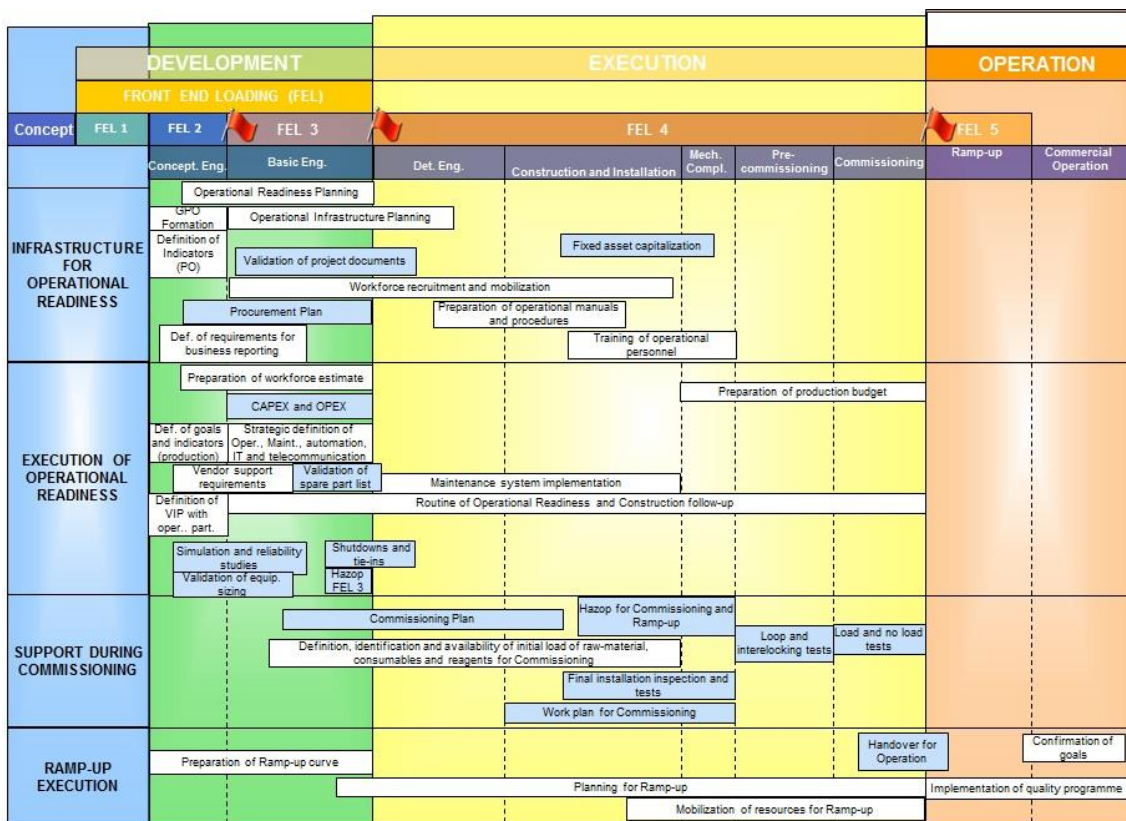 DEVELOPMENT
EXECUTION
OPERATION
FRONT END LOADING (FEL)
Concept
FEL 1
FEL 2
FEL 3
FEL 4
FEL 5
Concept. Eng.
Basic Eng.
Det. Eng.
Construction and Installation
Mech.
Compl.
Pre-
commissioning
Commissioning
Ramp-up
Commercial
Operation
INFRASTRUCTURE
FOR
OPERATIONAL
READINESS
Operational Readiness Planning
GPO
Formation
Operational Infrastructure Planning
Definition of
Indicators
(PO)
Validation of project documents
Fixed asset capitalization
Workforce recruitment and mobilization
Procurement Plan
Preparation of operational manuals
and procedures
Def. of requirements for
business reporting
Training of operational
personnel
EXECUTION OF
OPERATIONAL
READINESS
Preparation of workforce estimate
Preparation of production budget
CAPEX and OPEX
Def. of goals
and indicators
(production)
Strategic definition of
Oper., Maint., automation,
IT and telecommunication
Vendor support
requirements
Validation of
spare part list
Maintenance system implementation
Definition of
VIP with
oper.. part.
Routine of Operational Readiness and Construction follow-up
Simulation and reliability
studies
Shutdowns and
tie-ins
Validation of equip.
sizing
Hazop
FEL 3
SUPPORT DURING
COMMISSIONING
Commissioning Plan
Hazop for Commissioning and
Ramp-up
Loop and
interelocking tests
Load and no load
tests
Definition, identification and availability of initial load of raw-material,
consumables and reagents for Commissioning
Final installation inspection and
tests
Work plan for Commissioning
RAMP-UP
EXECUTION
Preparation of Ramp-up curve
Handover for
Operation
Confirmation of
goals
Planning for Ramp-up
Implementation of quality programme
Mobilization of resources for Ramp-up